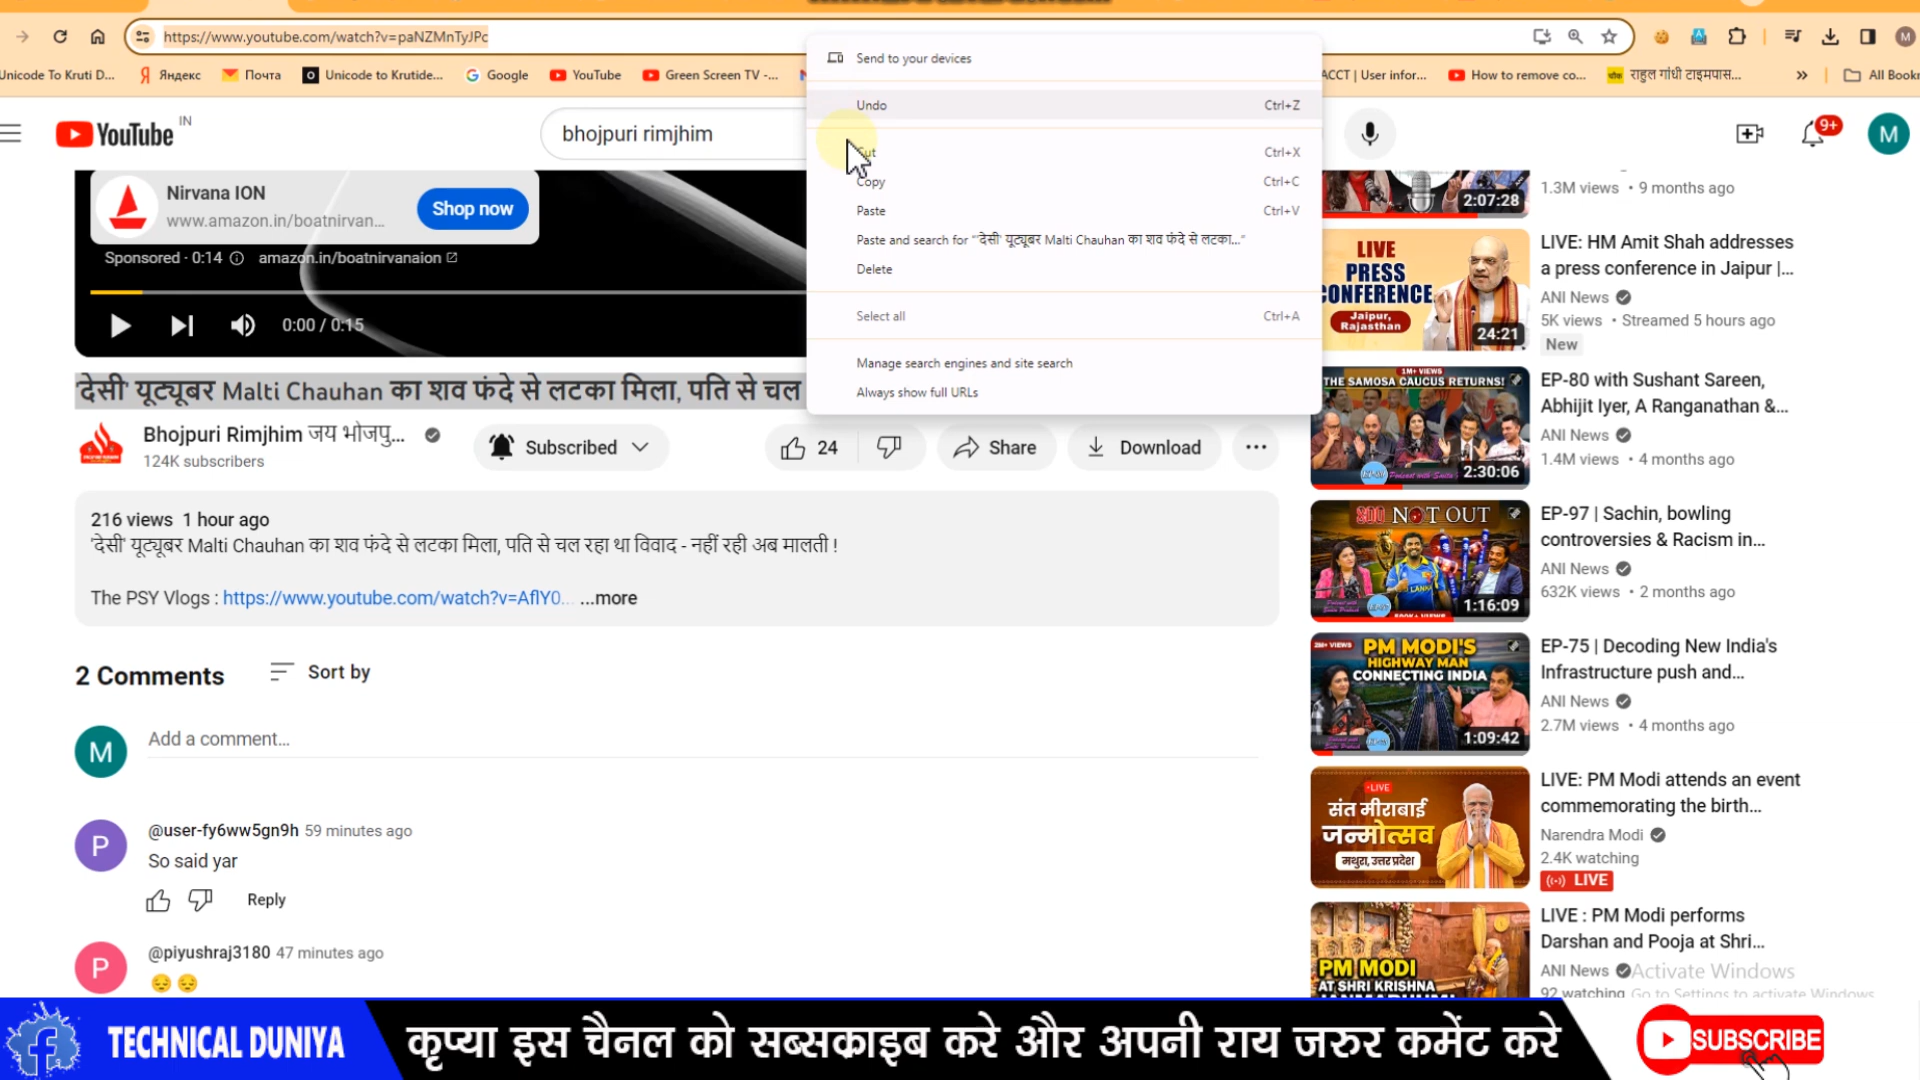 https://www.youtube.com/watch?v=paNZMnTyJPc
Unicode To Kruti D...
Яндекс
Почта
Unicode to Krutide...
Google
YouTube
Green Screen TV -...
ACCT | User infor...
How to remove co...
राहुल गांधी टाइमपास...
»
All Book
Send to your devices
Undo Ctrl+Z
Cut Ctrl+X
Copy Ctrl+C
Paste Ctrl+V
Paste and search for "'देसी' यूट्यूबर Malti Chauhan का शव फंदे से लटका..."
Delete
Select all Ctrl+A
Manage search engines and site search
Always show full URLs
YouTube IN
bhojpuri rimjhim
9+
M
Nirvana ION
www.amazon.in/boatnirvan...
Shop now
Sponsored · 0:14
amazon.in/boatnirvanaion
0:00 / 0:15
'देसी' यूट्यूबर Malti Chauhan का शव फंदे से लटका मिला, पति से चल
Bhojpuri Rimjhim जय भोजपु...
124K subscribers
Subscribed
24
Share
Download
216 views 1 hour ago
'देसी' यूट्यूबर Malti Chauhan का शव फंदे से लटका मिला, पति से चल रहा था विवाद - नहीं रही अब मालती !
The PSY Vlogs : https://www.youtube.com/watch?v=AflY0... ...more
2 Comments
Sort by
M
Add a comment...
P
@user-fy6ww5gn9h 59 minutes ago
So said yar
Reply
P
@piyushraj3180 47 minutes ago
😔😔
2:07:28
1.3M views • 9 months ago
LIVE
PRESS
CONFERENCE
Jaipur,
Rajasthan
24:21
LIVE: HM Amit Shah addresses
a press conference in Jaipur |...
ANI News
5K views • Streamed 5 hours ago
New
1M+ VIEWS
THE SAMOSA CAUCUS RETURNS!
2:30:06
EP-80 with Sushant Sareen,
Abhijit Iyer, A Ranganathan &...
ANI News
1.4M views • 4 months ago
800 NOT OUT
1:16:09
EP-97 | Sachin, bowling
controversies & Racism in...
ANI News
632K views • 2 months ago
2M+ VIEWS
PM MODI'S
HIGHWAY MAN
CONNECTING INDIA
1:09:42
EP-75 | Decoding New India's
Infrastructure push and...
ANI News
2.7M views • 4 months ago
LIVE
संत मीराबाई
जन्मोत्सव
मथुरा, उत्तर प्रदेश
LIVE: PM Modi attends an event
commemorating the birth...
Narendra Modi
2.4K watching
LIVE
PM MODI
AT SHRI KRISHNA
LIVE : PM Modi performs
Darshan and Pooja at Shri...
ANI News
92 watching
Activate Windows
Go to Settings to activate Windows.
TECHNICAL DUNIYA
कृप्या इस चैनल को सब्सक्राइब करे और अपनी राय जरुर कमेंट करे
SUBSCRIBE